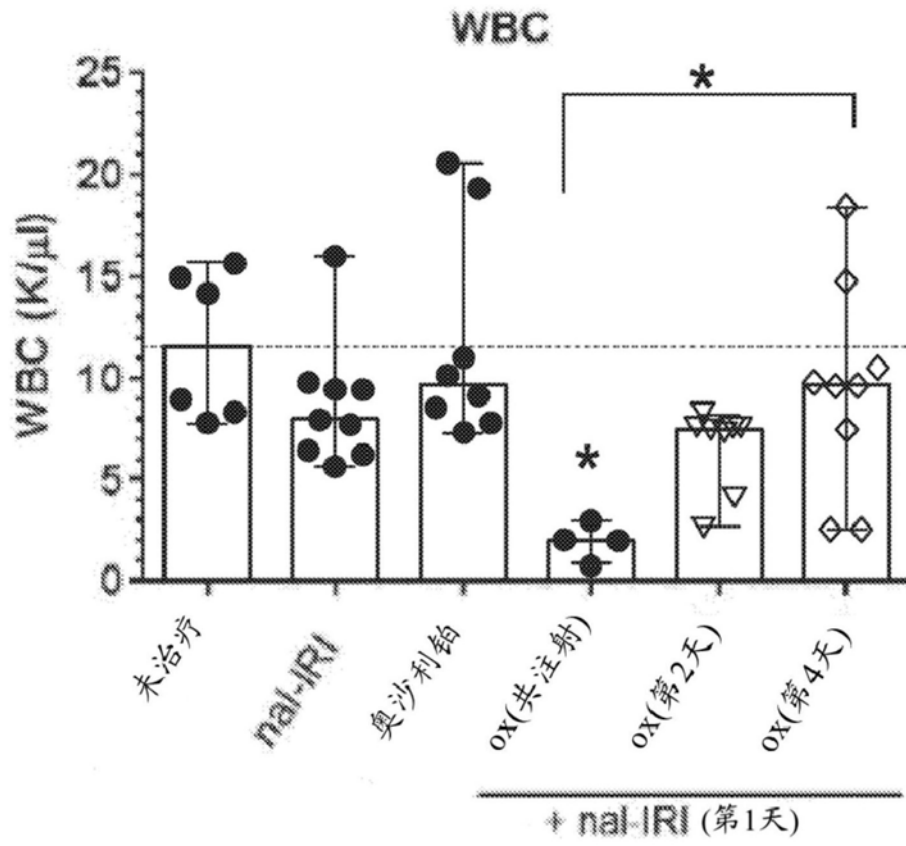 WBC
WBC (K/µl)
25
20
15
10
5
0
*
*
未治疗
nal-IRI
奥沙利铂
ox(共注射)
ox(第2天)
ox(第4天)
+ nal-IRI (第1天)